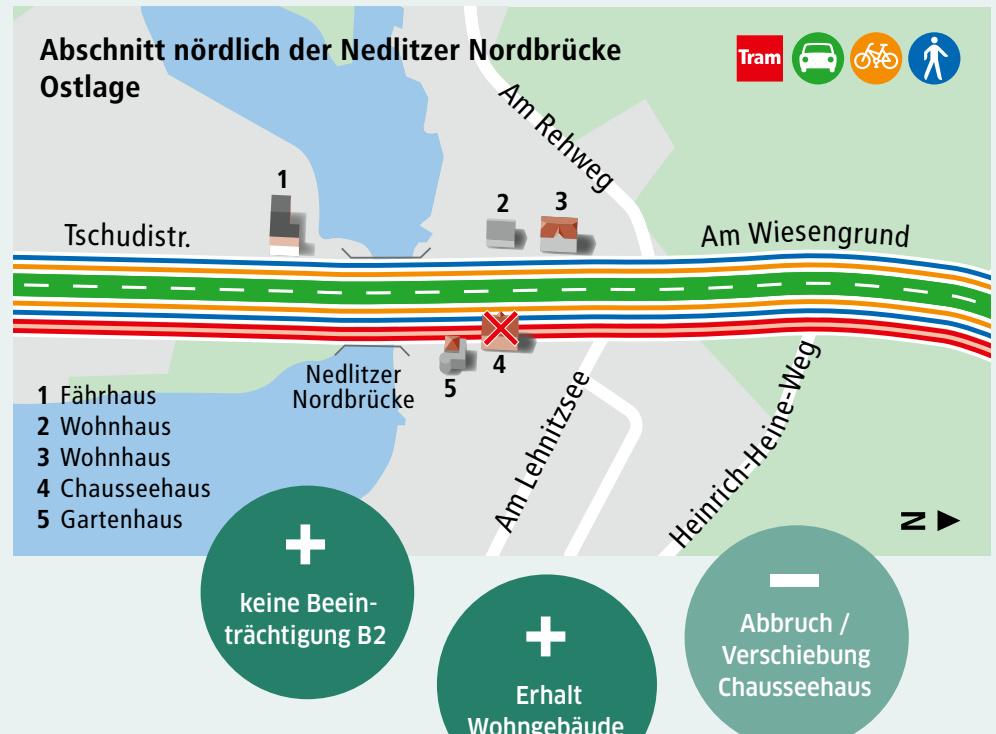 Abschnitt nördlich der Nedlitzer Nordbrücke
Ostlage
Tram
Am Rehweg
1
2
3
Tschudistr.
Am Wiesengrund
4
5
Nedlitzer
Nordbrücke
Am Lehnitzsee
Heinrich-Heine-Weg
1 Fährhaus
2 Wohnhaus
3 Wohnhaus
4 Chausseehaus
5 Gartenhaus
N
+
keine Beein-
trächtigung B2
+
Erhalt
Wohngebäude
–
Abbruch /
Verschiebung
Chausseehaus